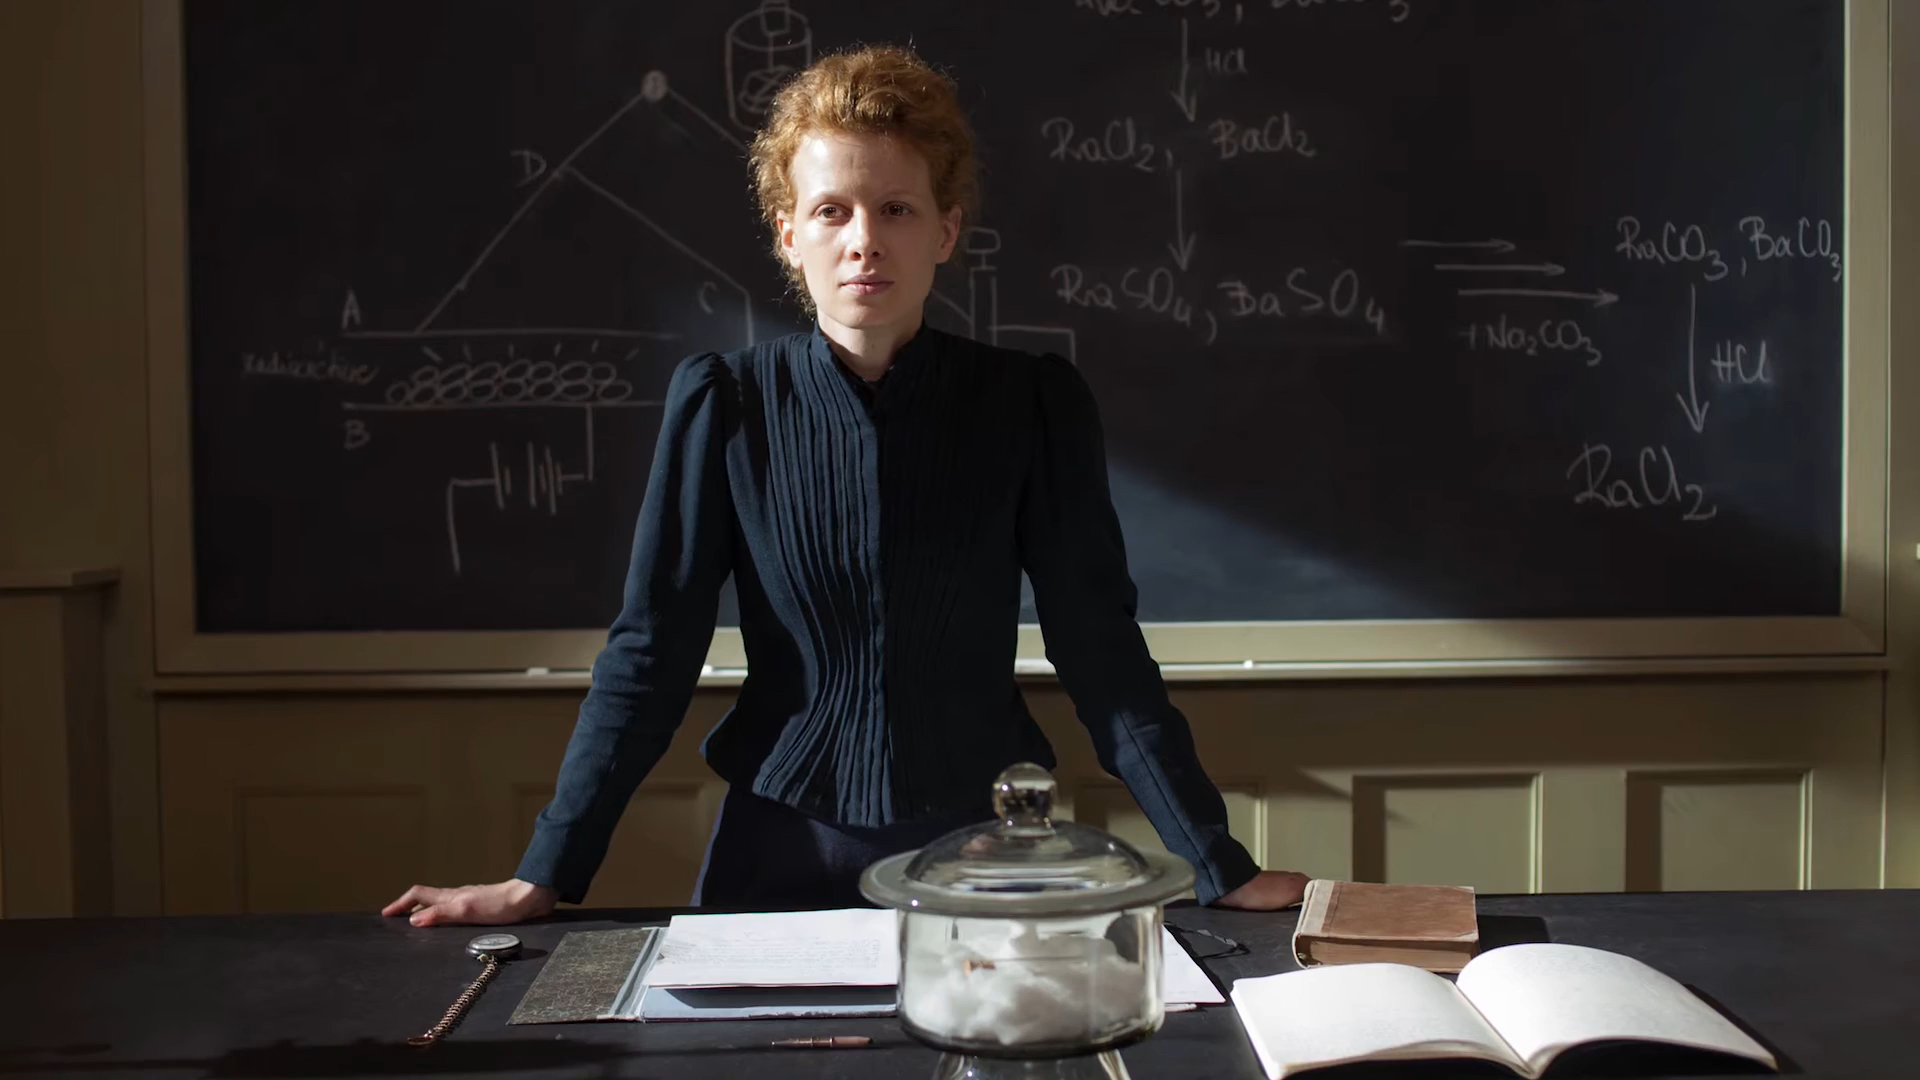 HCl
RaCl₂, BaCl₂
D
RaCO₃, BaCO₃
C
RaSO₄, BaSO₄
A
+Na₂CO₃
HCl
B
RaCl₂